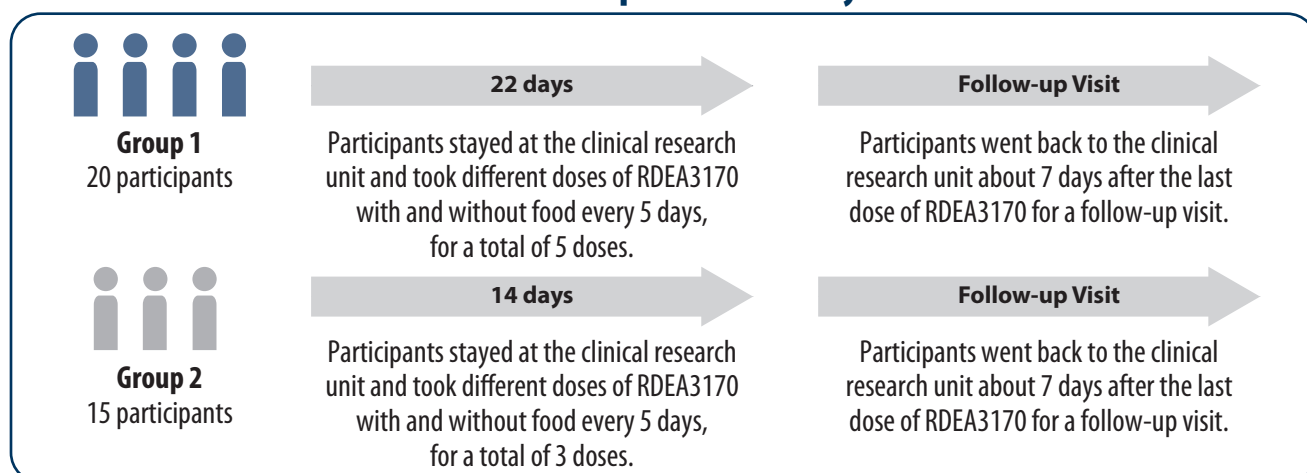 22 days
Follow-up Visit
Group 1
20 participants
Participants stayed at the clinical research
unit and took different doses of RDEA3170
with and without food every 5 days,
for a total of 5 doses.
Participants went back to the clinical
research unit about 7 days after the last
dose of RDEA3170 for a follow-up visit.
14 days
Follow-up Visit
Group 2
15 participants
Participants stayed at the clinical research
unit and took different doses of RDEA3170
with and without food every 5 days,
for a total of 3 doses.
Participants went back to the clinical
research unit about 7 days after the last
dose of RDEA3170 for a follow-up visit.